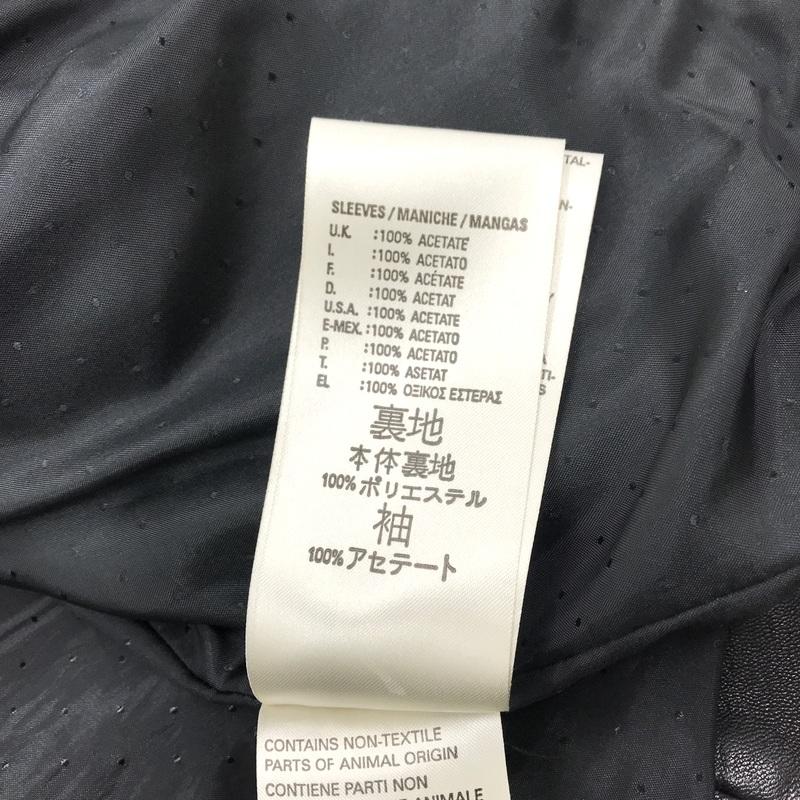 SLEEVES / MANICHE / MANGAS
U.K. :100% ACETATE
I. :100% ACETATO
F. :100% ACÉTATE
D. :100% ACETAT
U.S.A. :100% ACETATE
E-MEX. :100% ACETATO
P. :100% ACETATO
T. :100% ASETAT
EL :100% ΟΞΙΚΟΣ ΕΣΤΕΡΑΣ
裏地
本体裏地
100% ポリエステル
袖
100% アセテート
CONTAINS NON-TEXTILE
PARTS OF ANIMAL ORIGIN
CONTIENE PARTI NON
ANIMALE